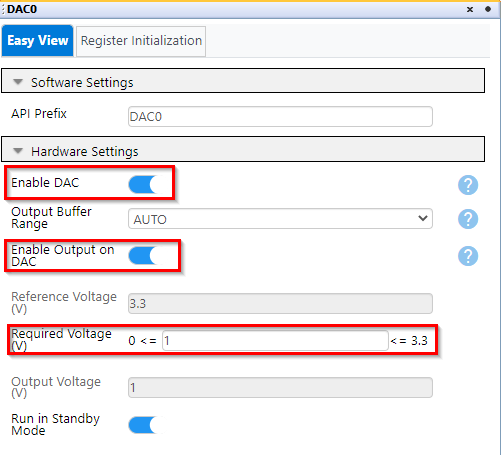 DAC0
Easy View
Register Initialization
Software Settings
API Prefix
DAC0
Hardware Settings
Enable DAC
?
Output Buffer
Range
AUTO
?
Enable Output on
DAC
?
Reference Voltage
(V)
3.3
Required Voltage
(V)
0 <=
1
<= 3.3
Output Voltage
(V)
1
Run in Standby
Mode